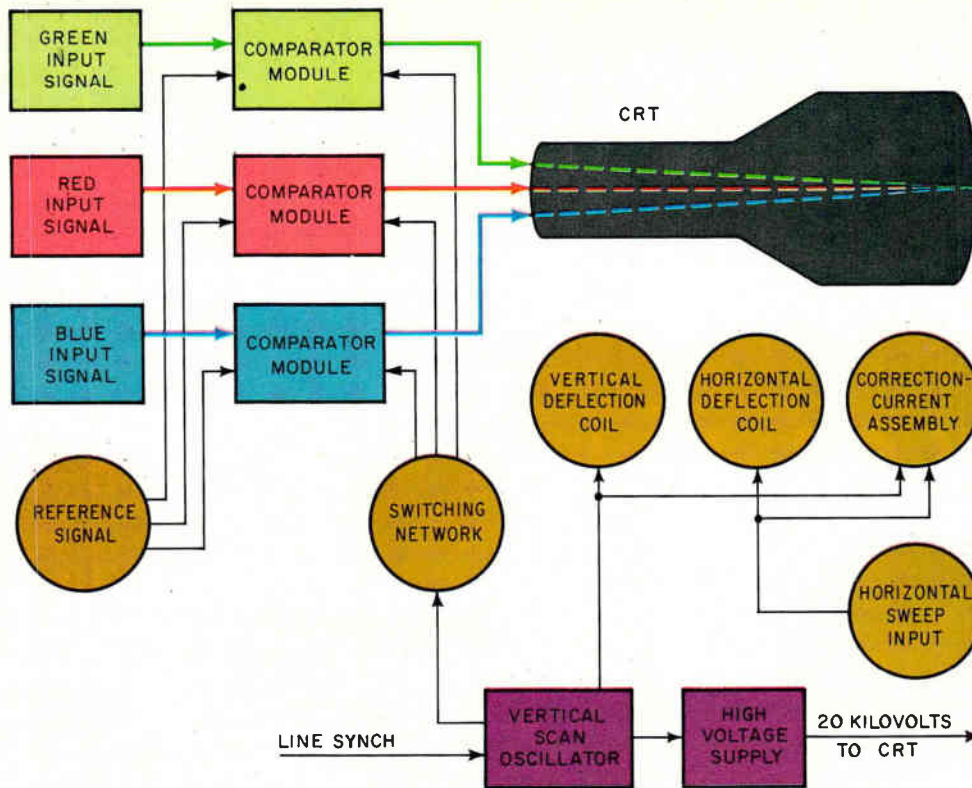 GREEN
INPUT
SIGNAL
COMPARATOR
MODULE
CRT
RED
INPUT
SIGNAL
COMPARATOR
MODULE
BLUE
INPUT
SIGNAL
COMPARATOR
MODULE
VERTICAL
DEFLECTION
COIL
HORIZONTAL
DEFLECTION
COIL
CORRECTION-
CURRENT
ASSEMBLY
REFERENCE
SIGNAL
SWITCHING
NETWORK
HORIZONTAL
SWEEP
INPUT
LINE SYNCH
VERTICAL
SCAN
OSCILLATOR
HIGH
VOLTAGE
SUPPLY
20 KILOVOLTS
TO CRT